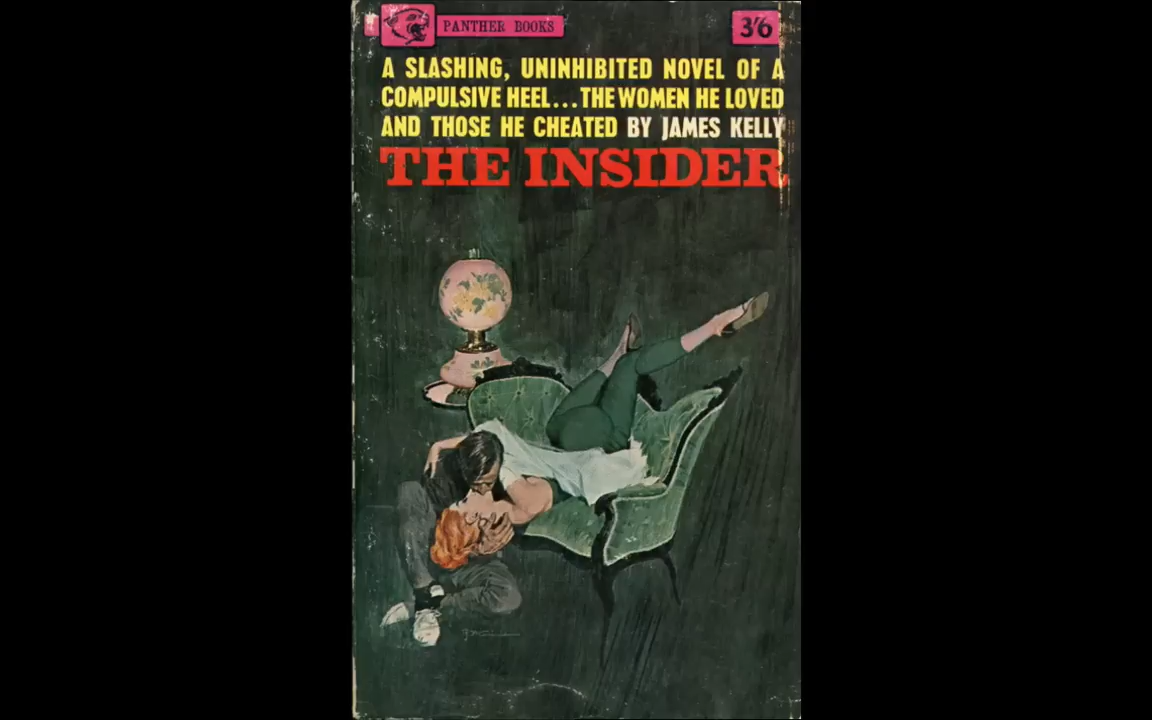 PANTHER BOOKS
3'6
A SLASHING, UNINHIBITED NOVEL OF A
COMPULSIVE HEEL...THE WOMEN HE LOVED
AND THOSE HE CHEATED BY JAMES KELLY
THE INSIDER